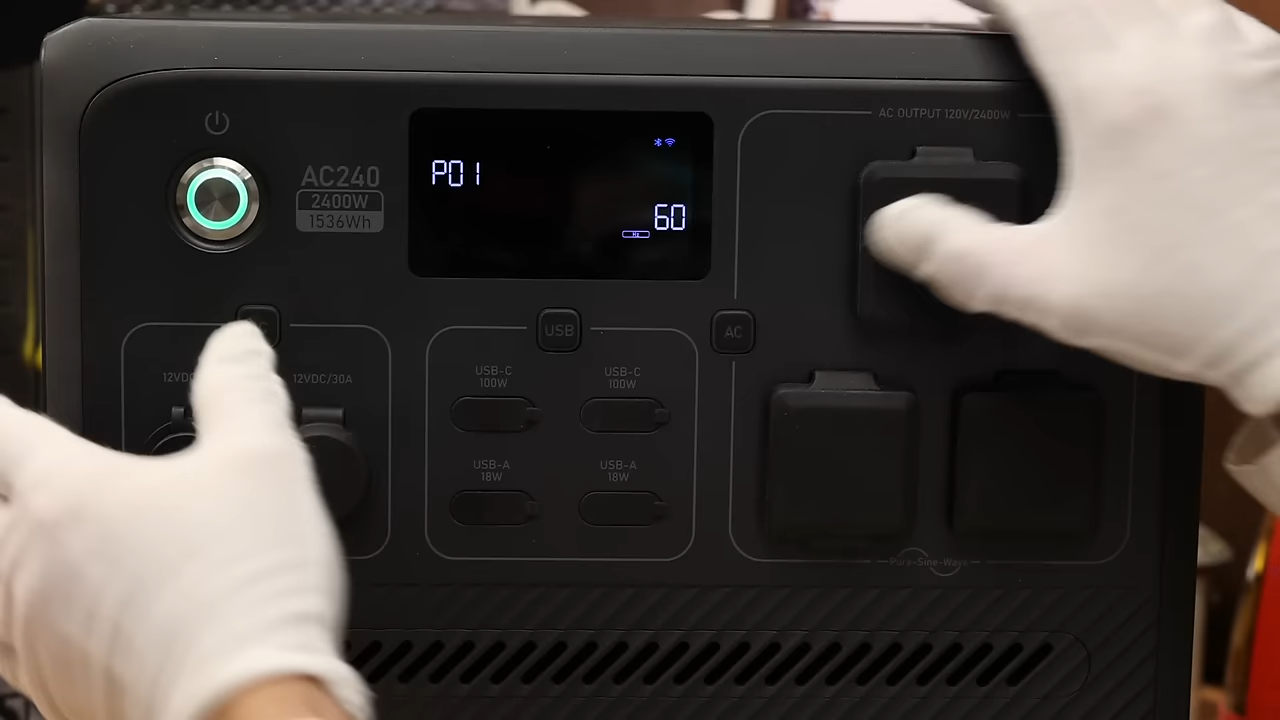 AC240
2400W
1536Wh
P01
60
Hz
AC OUTPUT 120V/2400W
USB
AC
12VDC/30A
USB-C
100W
USB-C
100W
USB-A
18W
USB-A
18W
Pure-Sine-Wave